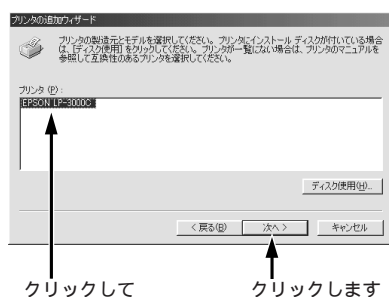 プリンタの追加ウィザード
プリンタの製造元とモデルを選択してください。プリンタにインストール ディスクが付いている場合
は、[ディスク使用] をクリックしてください。プリンタが一覧にない場合は、プリンタのマニュアルを
参照して互換性のあるプリンタを選択してください。
プリンタ(P):
EPSON LP-3000C
ディスク使用(H)...
< 戻る(B)
次へ >
キャンセル
クリックして
クリックします